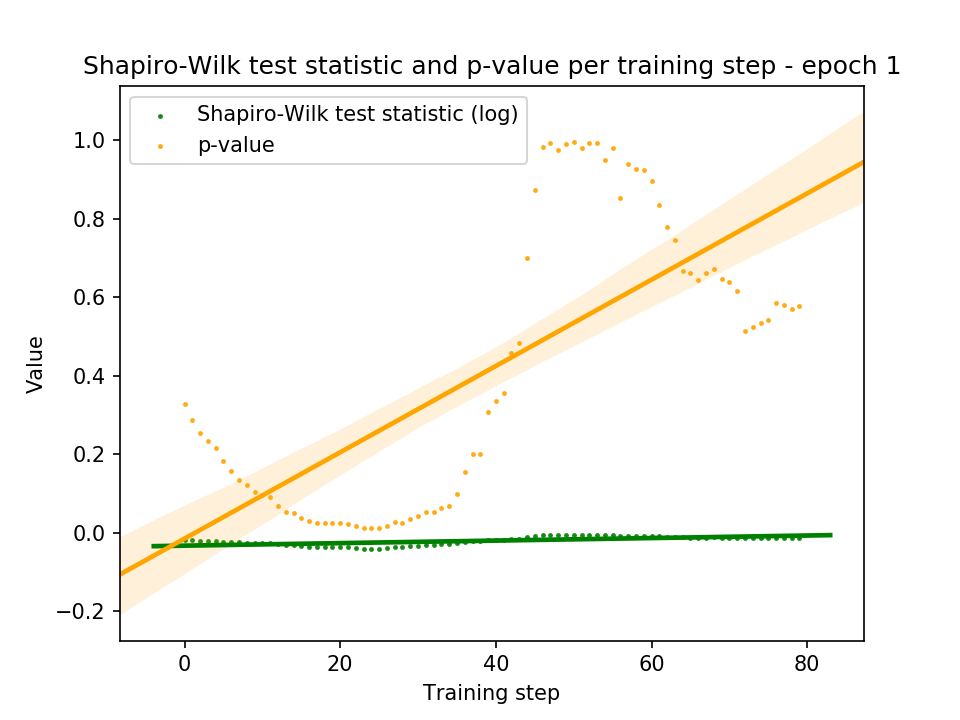 Shapiro-Wilk test statistic and p-value per training step - epoch 1
Shapiro-Wilk test statistic (log)
p-value
1.0
0.8
0.6
0.4
0.2
0.0
−0.2
Value
0 20 40 60 80
Training step